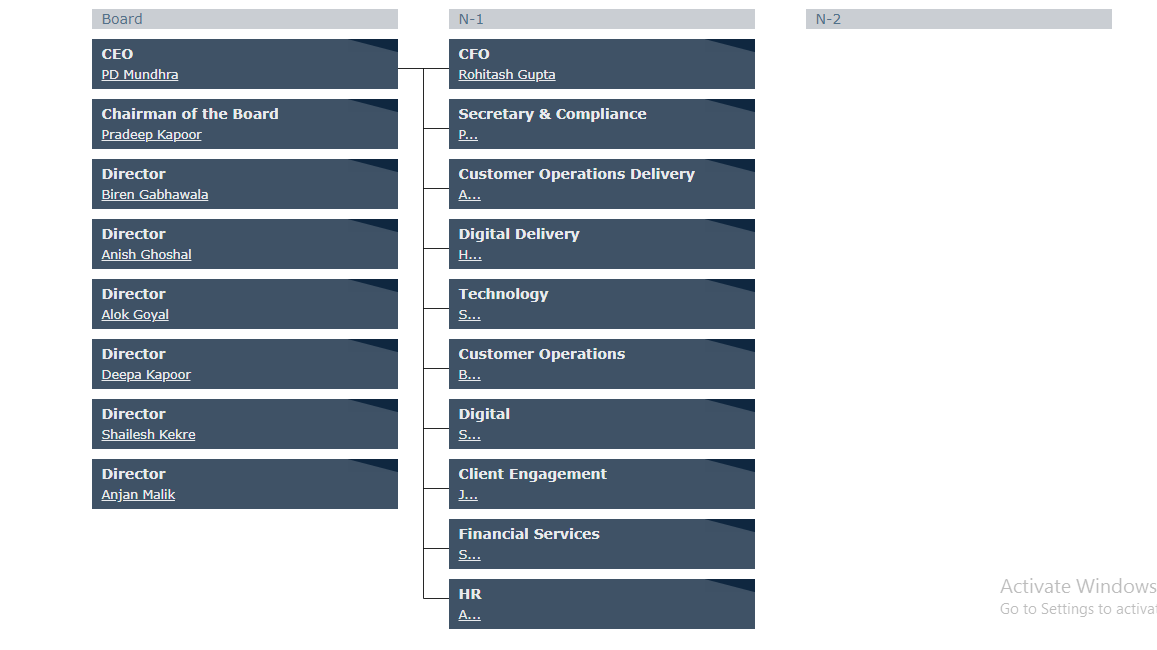 Board
CEO
PD Mundhra
Chairman of the Board
Pradeep Kapoor
Director
Biren Gabhawala
Director
Anish Ghoshal
Director
Alok Goyal
Director
Deepa Kapoor
Director
Shailesh Kekre
Director
Anjan Malik
N-1
CFO
Rohitash Gupta
Secretary & Compliance
P...
Customer Operations Delivery
A...
Digital Delivery
H...
Technology
S...
Customer Operations
B...
Digital
S...
Client Engagement
J...
Financial Services
S...
HR
A...
N-2
Activate Windows
Go to Settings to activat